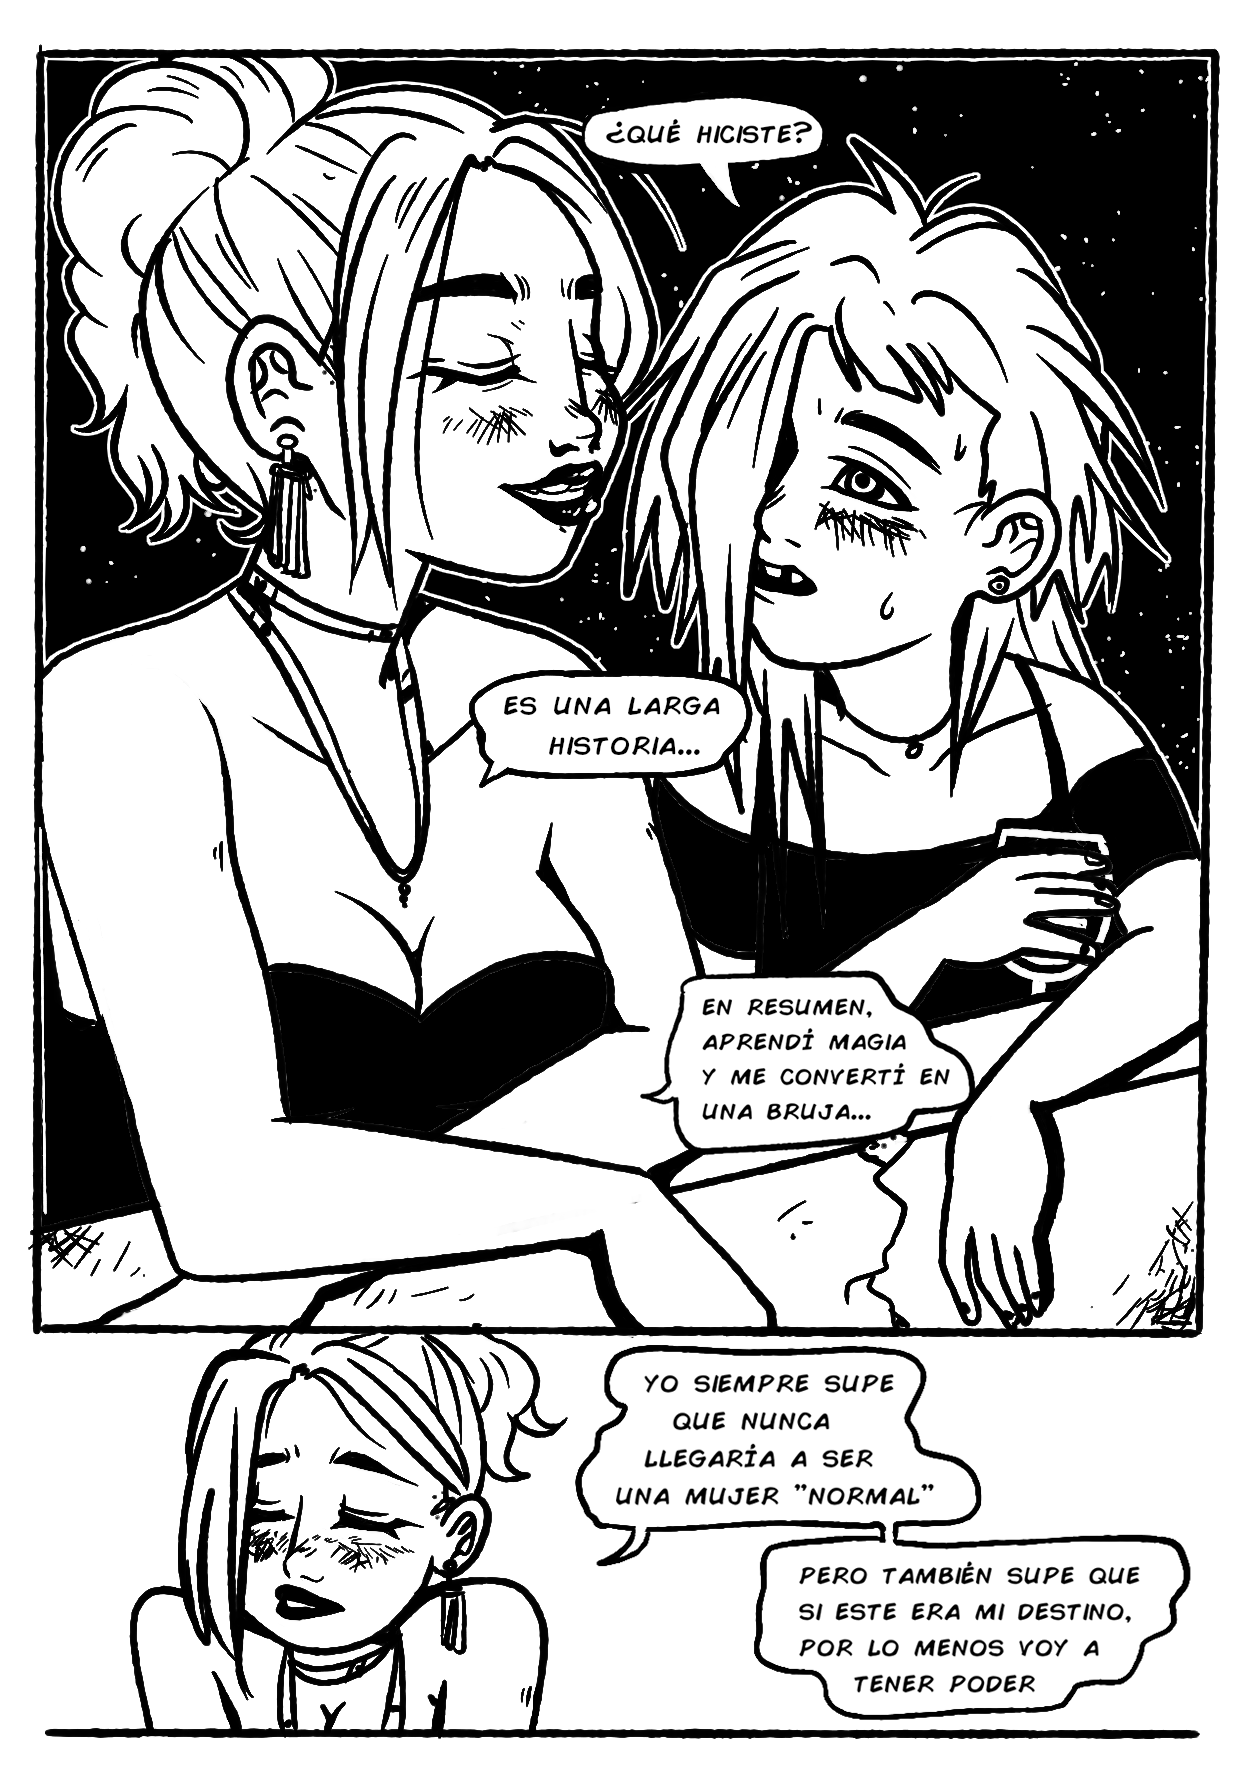 ¿QUÉ HICISTE?
ES UNA LARGA
HISTORIA...
EN RESUMEN,
APRENDÍ MAGIA
Y ME CONVERTÍ EN
UNA BRUJA...
YO SIEMPRE SUPE
QUE NUNCA
LLEGARÍA A SER
UNA MUJER "NORMAL"
PERO TAMBIÉN SUPE QUE
SI ESTE ERA MI DESTINO,
POR LO MENOS VOY A
TENER PODER